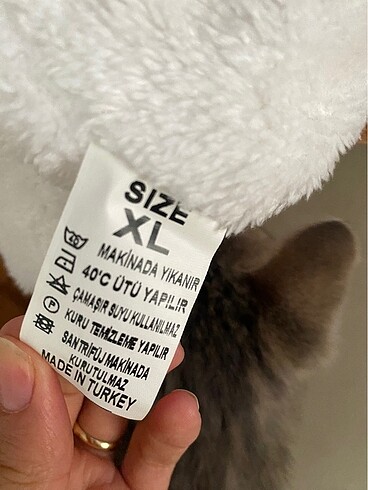 SIZE
XL
MAKİNADA YIKANIR
40°C ÜTÜ YAPILIR
ÇAMAŞIR SUYU KULLANILMAZ
KURU TEMİZLEME YAPILIR
SANTRİFÜJ MAKİNADA
KURUTULMAZ
MADE IN TURKEY